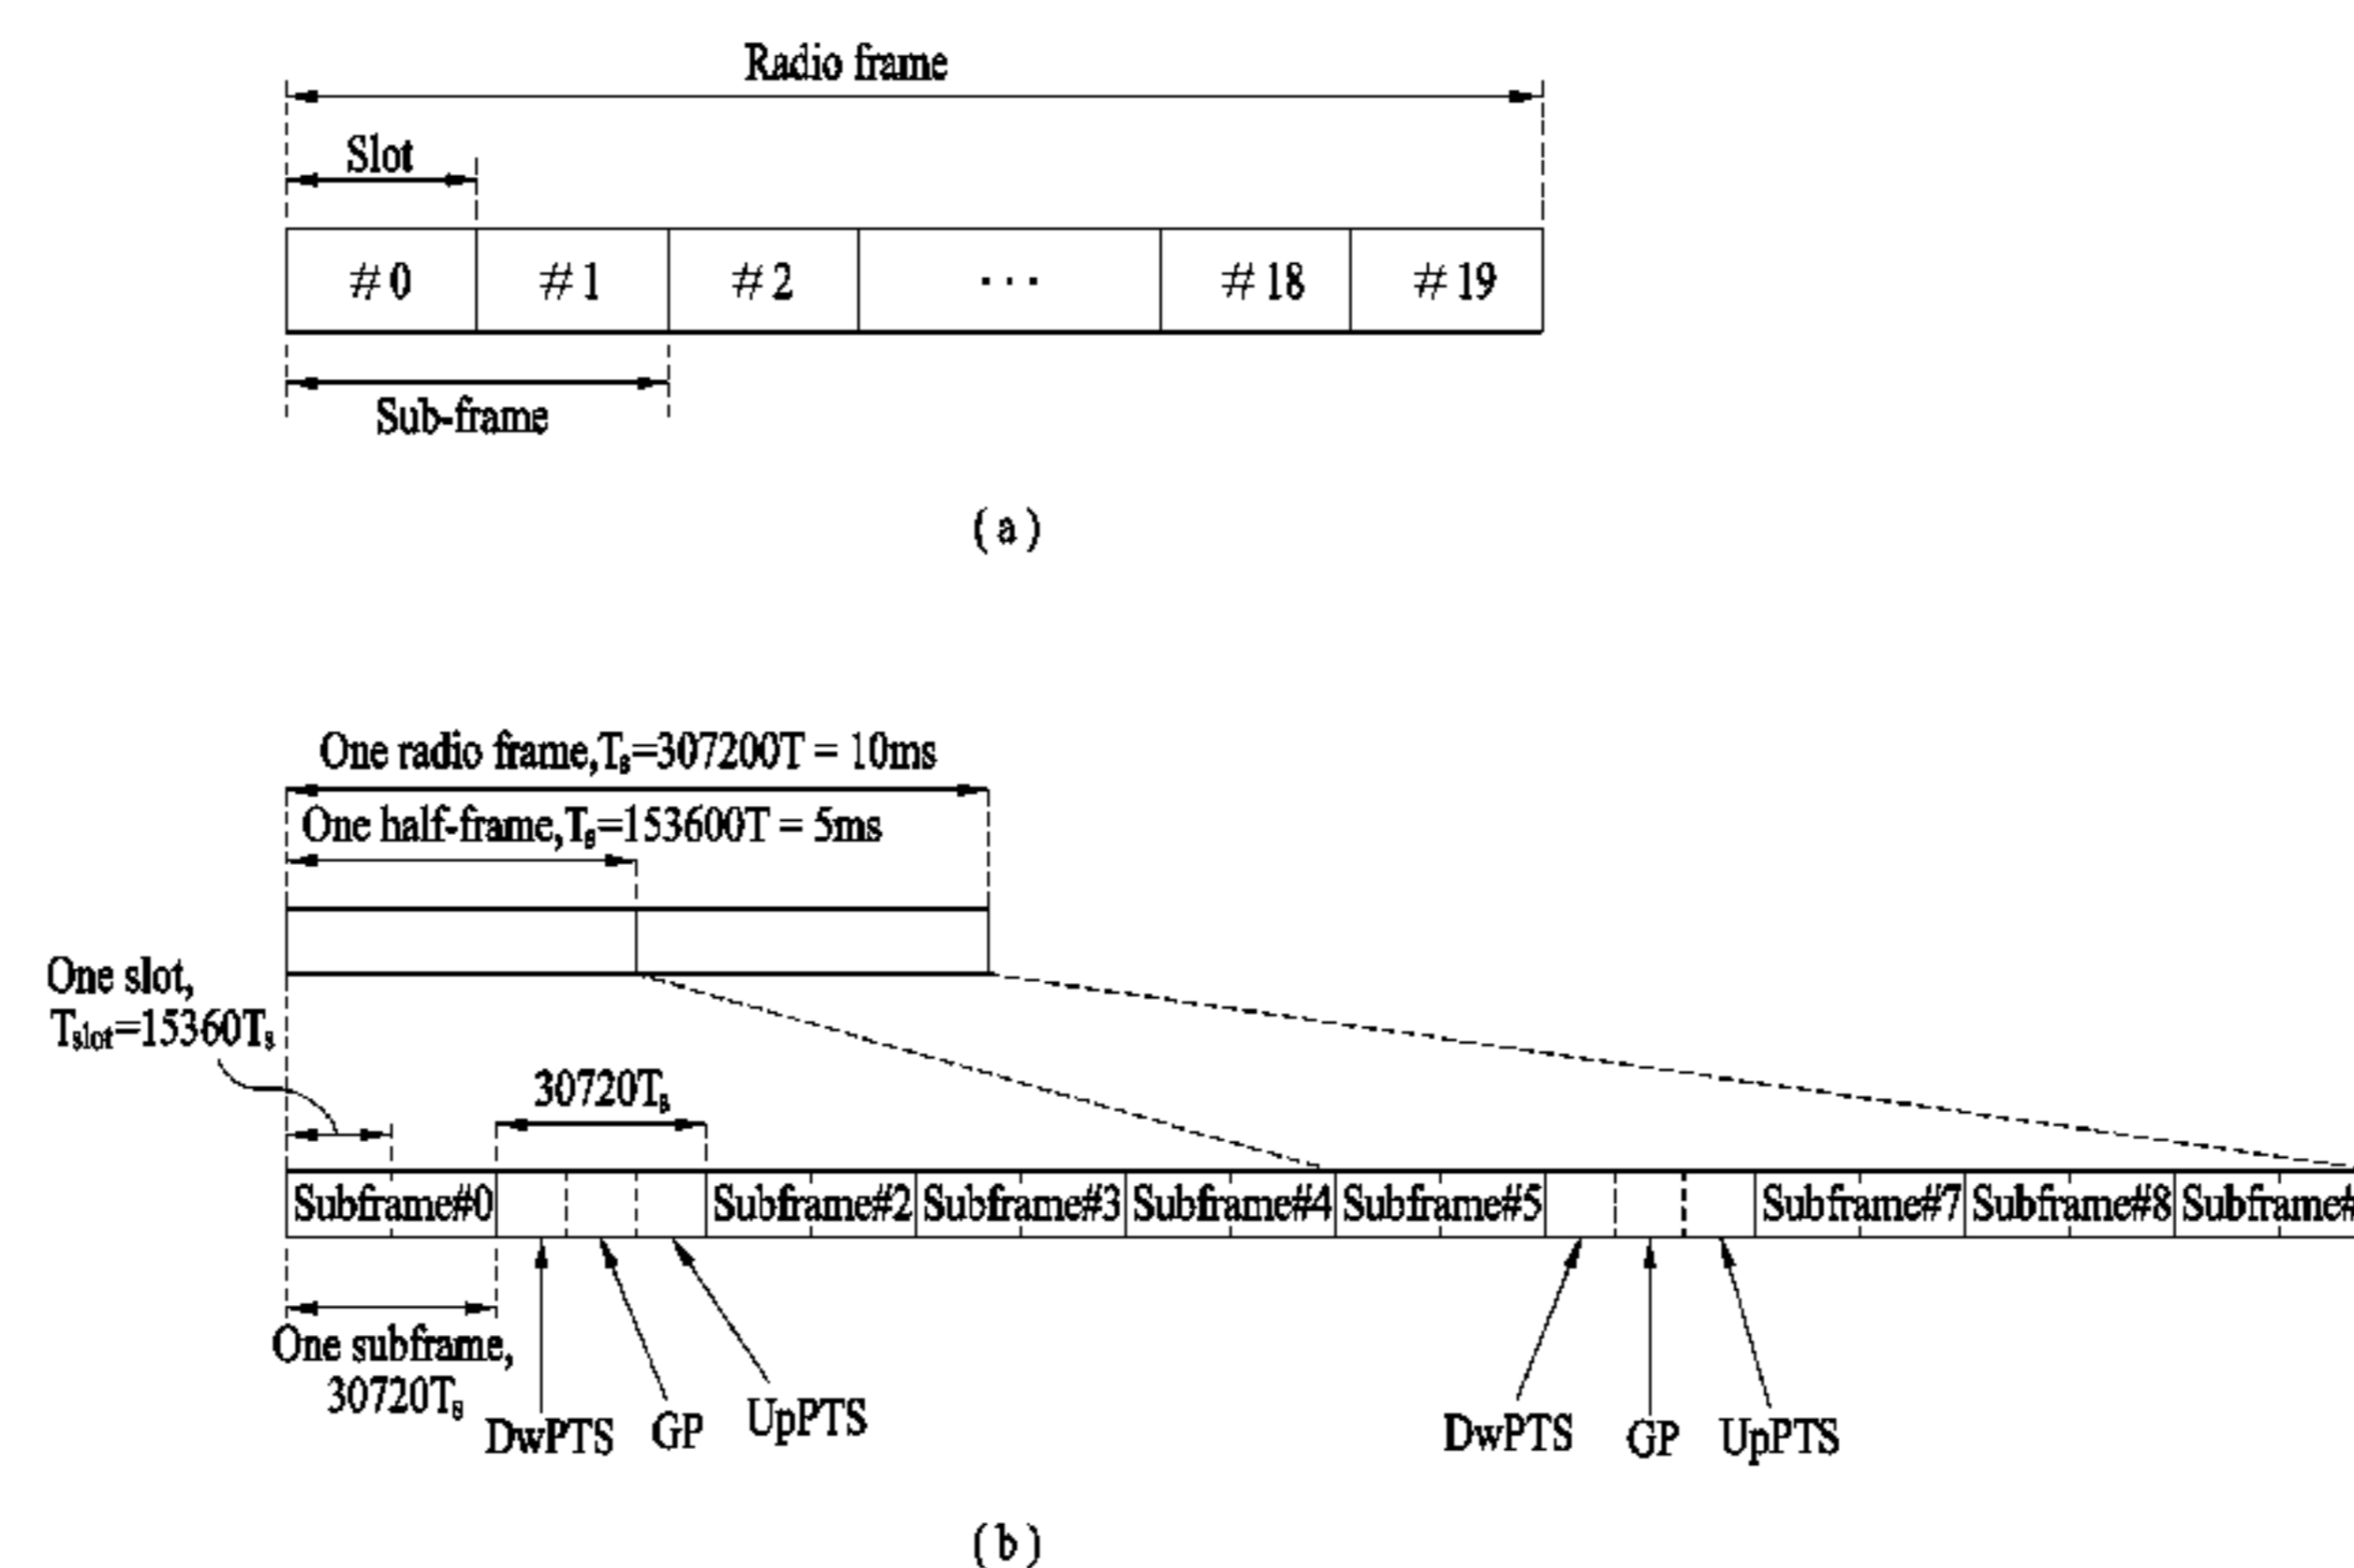 Radio frame
Slot
#0 #1 #2 ... #18 #19
Sub-frame
(a)
One radio frame,Ts=307200T = 10ms
One half-frame,Ts=153600T = 5ms
One slot,
Tslot=15360Ts
30720Ts
Subframe#0 Subframe#2 Subframe#3 Subframe#4 Subframe#5 Subframe#7 Subframe#8 Subframe#
One subframe,
30720Ts
DwPTS GP UpPTS DwPTS GP UpPTS
(b)